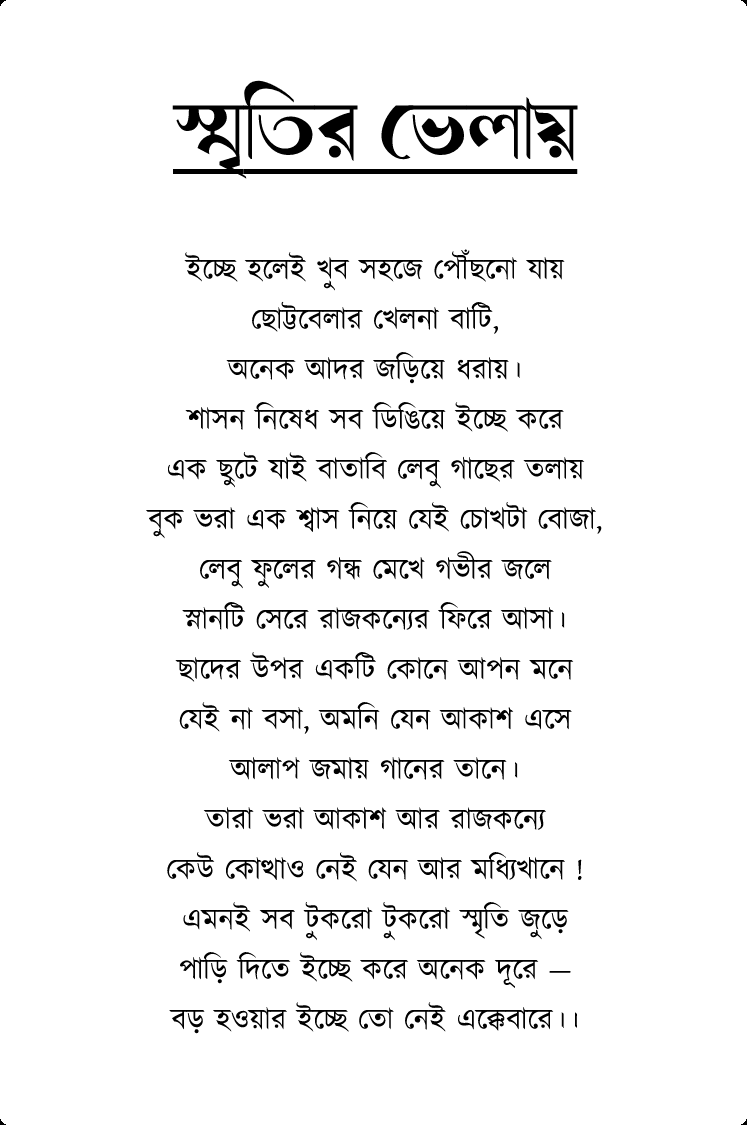 স্মৃতির ভেলায়
ইচ্ছে হলেই খুব সহজে পৌঁছনো যায়
ছোট্টবেলার খেলনা বাটি,
অনেক আদর জড়িয়ে ধরায়।
শাসন নিষেধ সব ডিঙিয়ে ইচ্ছে করে
এক ছুটে যাই বাতাবি লেবু গাছের তলায়
বুক ভরা এক শ্বাস নিয়ে যেই চোখটা বোজা,
লেবু ফুলের গন্ধ মেখে গভীর জলে
স্নানটি সেরে রাজকন্যের ফিরে আসা।
ছাদের উপর একটি কোনে আপন মনে
যেই না বসা, অমনি যেন আকাশ এসে
আলাপ জমায় গানের তানে।
তারা ভরা আকাশ আর রাজকন্যে
কেউ কোত্থাও নেই যেন আর মধ্যিখানে !
এমনই সব টুকরো টুকরো স্মৃতি জুড়ে
পাড়ি দিতে ইচ্ছে করে অনেক দূরে —
বড় হওয়ার ইচ্ছে তো নেই এক্কেবারে।।